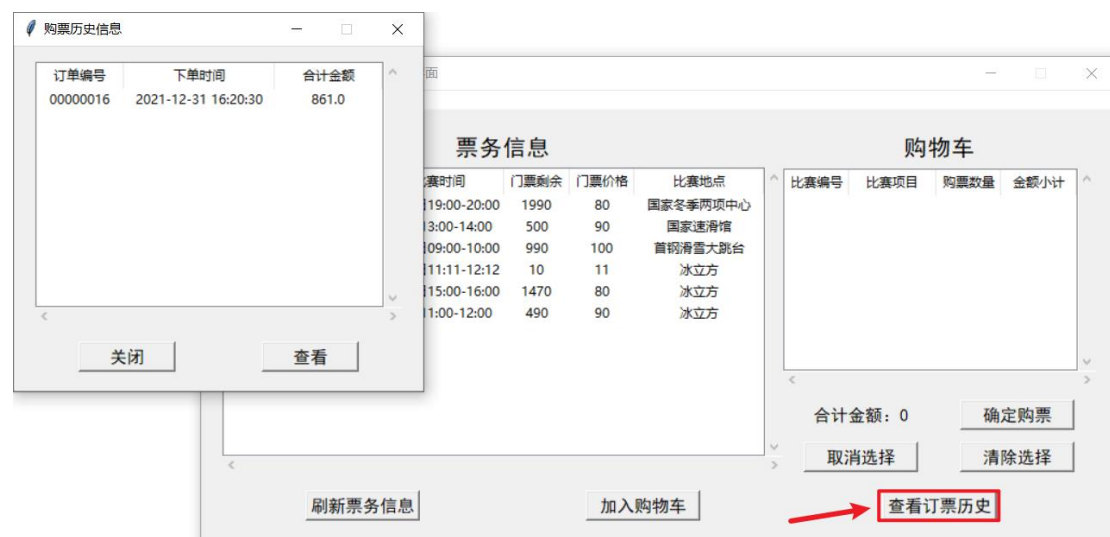 购票历史信息
订单编号 下单时间 合计金额
00000016 2021-12-31 16:20:30 861.0
关闭 查看
面
票务信息
赛时间 门票剩余 门票价格 比赛地点
19:00-20:00 1990 80 国家冬季两项中心
3:00-14:00 500 90 国家速滑馆
09:00-10:00 990 100 首钢滑雪大跳台
11:11-12:12 10 11 冰立方
15:00-16:00 1470 80 冰立方
1:00-12:00 490 90 冰立方
购物车
比赛编号 比赛项目 购票数量 金额小计
合计金额：0 确定购票
取消选择 清除选择
刷新票务信息 加入购物车 查看订票历史